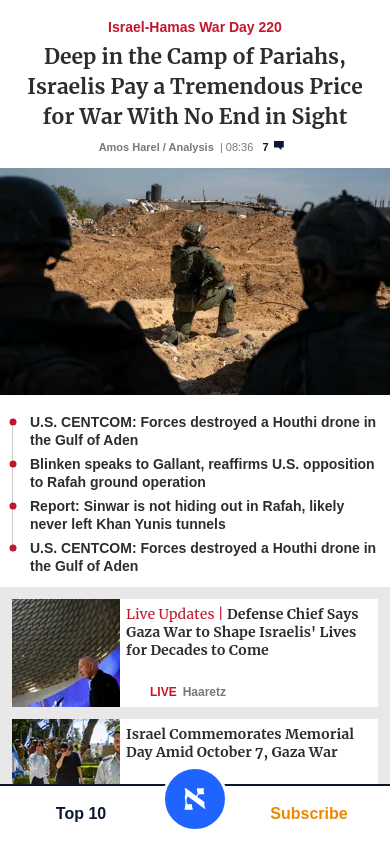 Israel-Hamas War Day 220
Deep in the Camp of Pariahs,
Israelis Pay a Tremendous Price
for War With No End in Sight
Amos Harel / Analysis | 08:36 7
U.S. CENTCOM: Forces destroyed a Houthi drone in
the Gulf of Aden
Blinken speaks to Gallant, reaffirms U.S. opposition
to Rafah ground operation
Report: Sinwar is not hiding out in Rafah, likely
never left Khan Yunis tunnels
U.S. CENTCOM: Forces destroyed a Houthi drone in
the Gulf of Aden
Live Updates | Defense Chief Says
Gaza War to Shape Israelis' Lives
for Decades to Come
LIVE Haaretz
Israel Commemorates Memorial
Day Amid October 7, Gaza War
Top 10
Subscribe